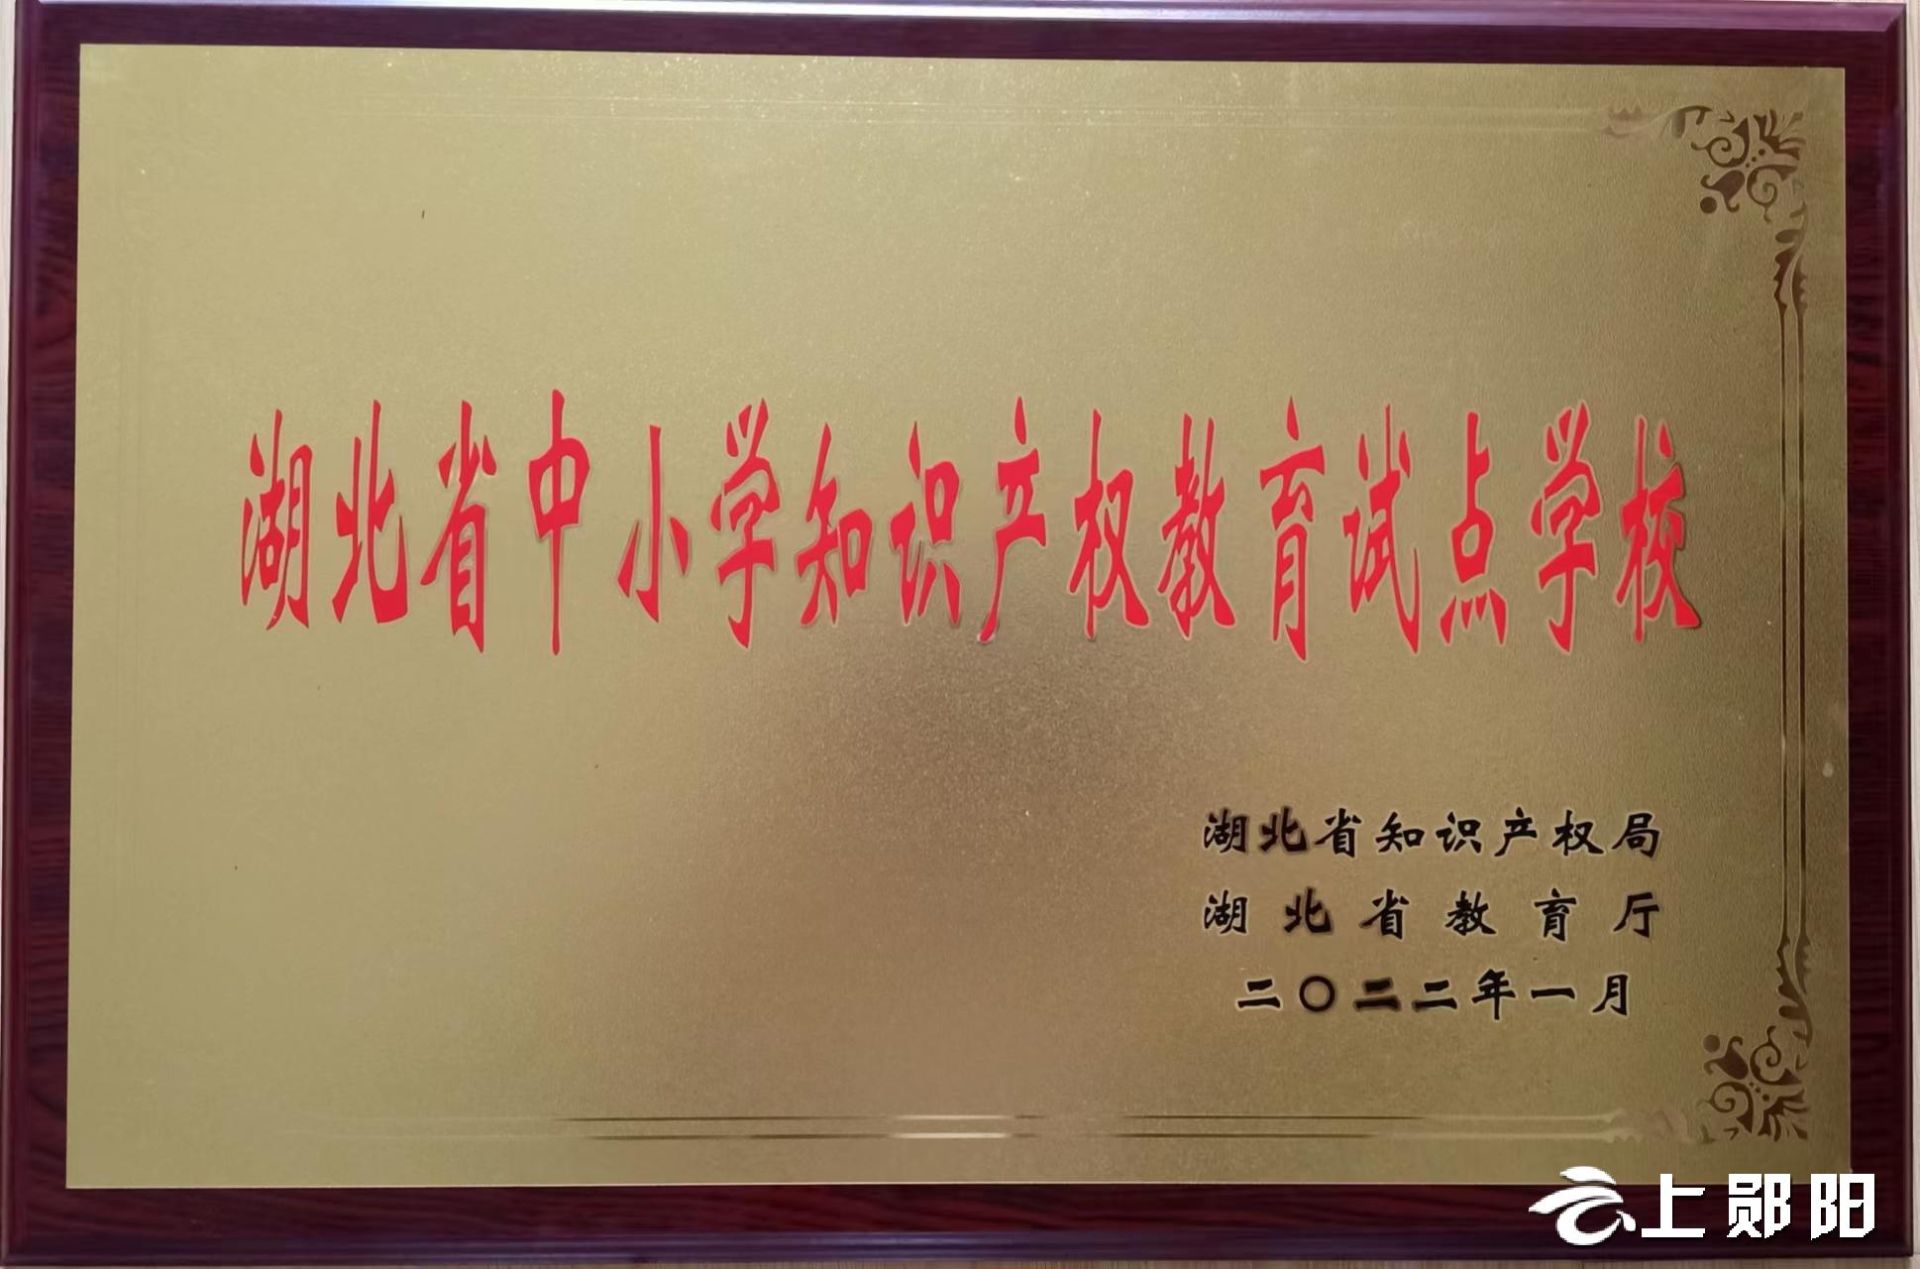 湖北省中小学知识产权教育试点学校
湖北省知识产权局
湖北省教育厅
二〇二二年一月
云上郧阳